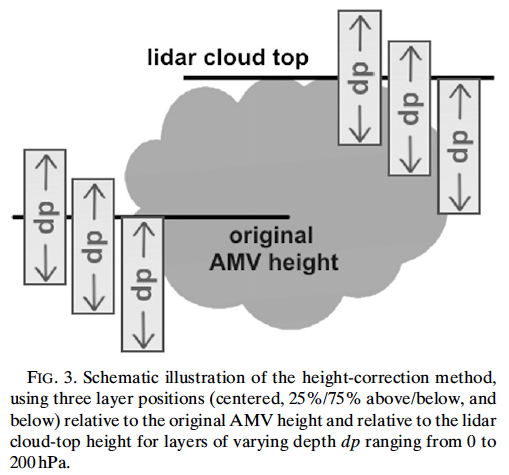 lidar cloud top
dp
dp
dp
dp
dp
dp
original
AMV height
FIG. 3. Schematic illustration of the height-correction method,
using three layer positions (centered, 25%/75% above/below, and
below) relative to the original AMV height and relative to the lidar
cloud-top height for layers of varying depth dp ranging from 0 to
200 hPa.